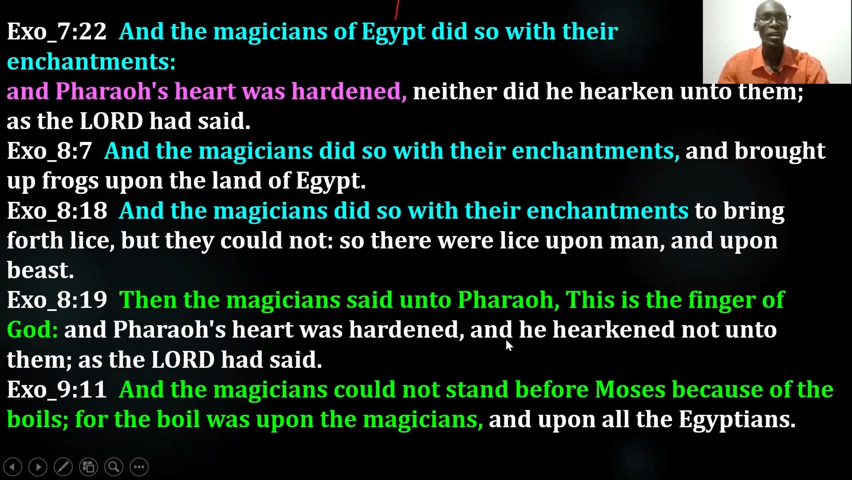 Exo_7:22 And the magicians of Egypt did so with their
enchantments:
and Pharaoh's heart was hardened, neither did he hearken unto them;
as the LORD had said.
Exo_8:7 And the magicians did so with their enchantments, and brought
up frogs upon the land of Egypt.
Exo_8:18 And the magicians did so with their enchantments to bring
forth lice, but they could not: so there were lice upon man, and upon
beast.
Exo_8:19 Then the magicians said unto Pharaoh, This is the finger of
God: and Pharaoh's heart was hardened, and he hearkened not unto
them; as the LORD had said.
Exo_9:11 And the magicians could not stand before Moses because of the
boils; for the boil was upon the magicians, and upon all the Egyptians.